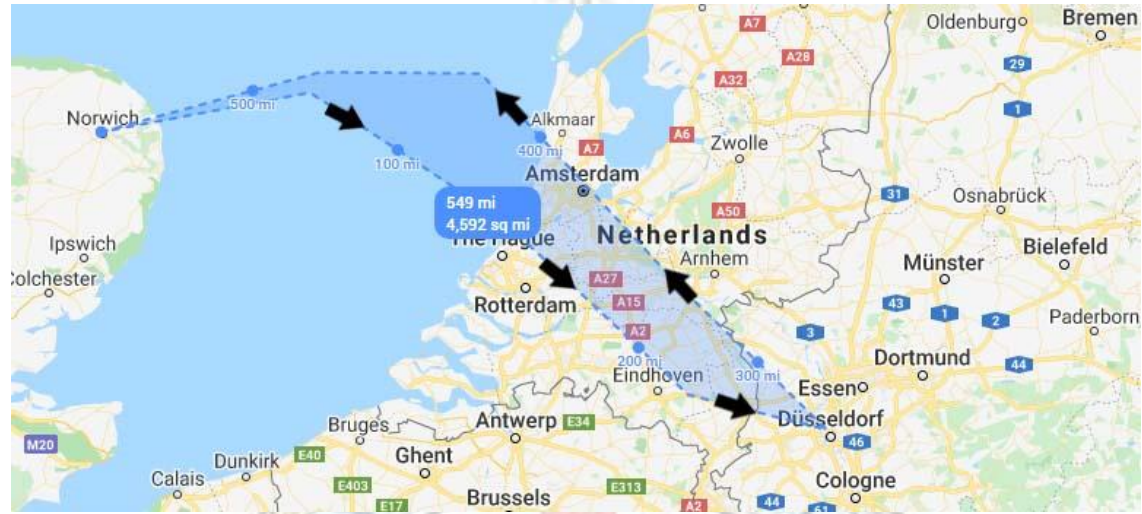 Oldenburg
Bremen
A7
A28
29
A32
1
500 mi
Norwich
Alkmaar
100 mi
400 mi
A7
A6
Zwolle
Amsterdam
31
Osnabrück
549 mi
4,592 sq mi
A50
The Hague
Netherlands
Ipswich
Bielefeld
Arnhem
Münster
Colchester
A27
Rotterdam
A15
43
1
2
Paderborn
A2
3
200 mi
Dortmund
44
Eindhoven
300 mi
Essen
Bruges
Antwerp
E34
Düsseldorf
46
M20
Dunkirk
E40
Ghent
Calais
E403
E313
Cologne
E17
Brussels
A2
44
61